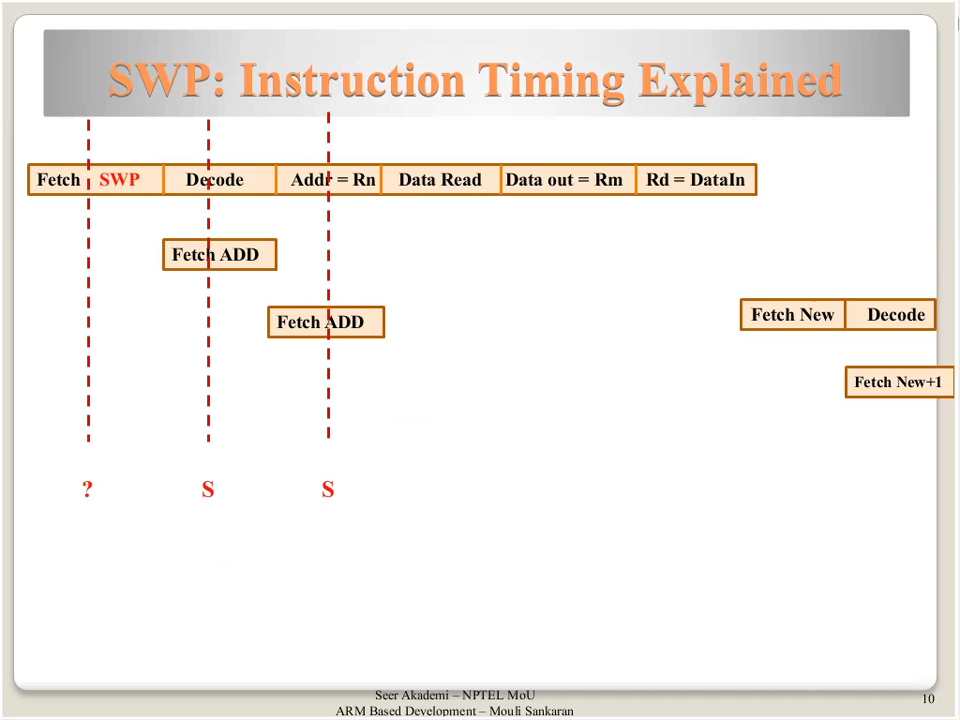 SWP: Instruction Timing Explained
Fetch SWP Decode Addr = Rn Data Read Data out = Rm Rd = DataIn
Fetch ADD
Fetch New Decode
Fetch ADD
Fetch New+1
? S S
Seer Akademi – NPTEL MoU
ARM Based Development – Mouli Sankaran
10